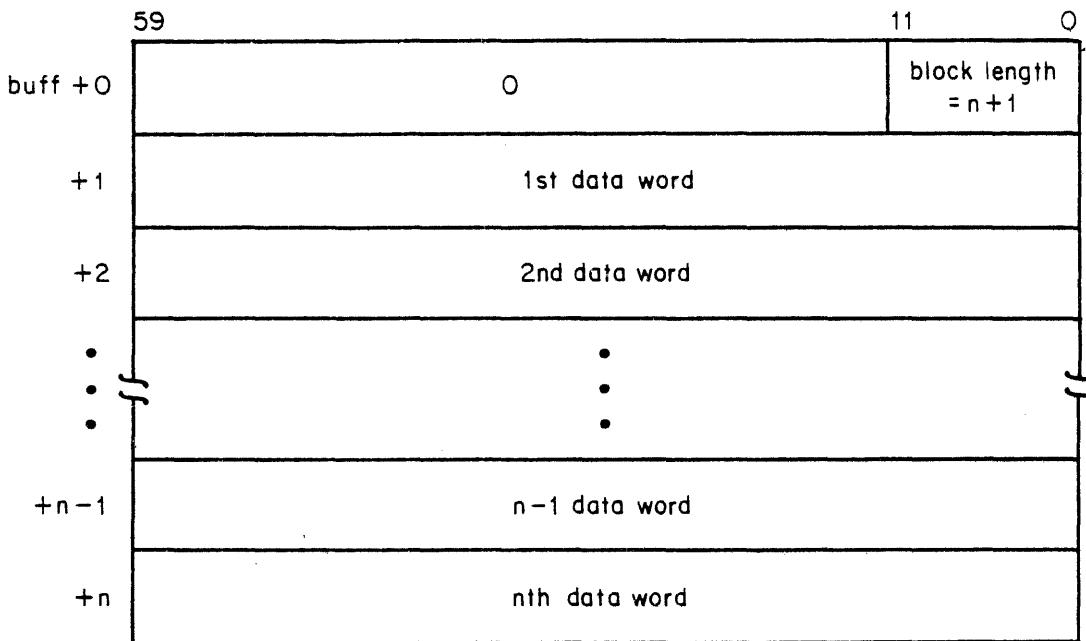 59 11 0
buff +0 0 block length
= n+1
+1 1st data word
+2 2nd data word
+n-1 n-1 data word
+n nth data word